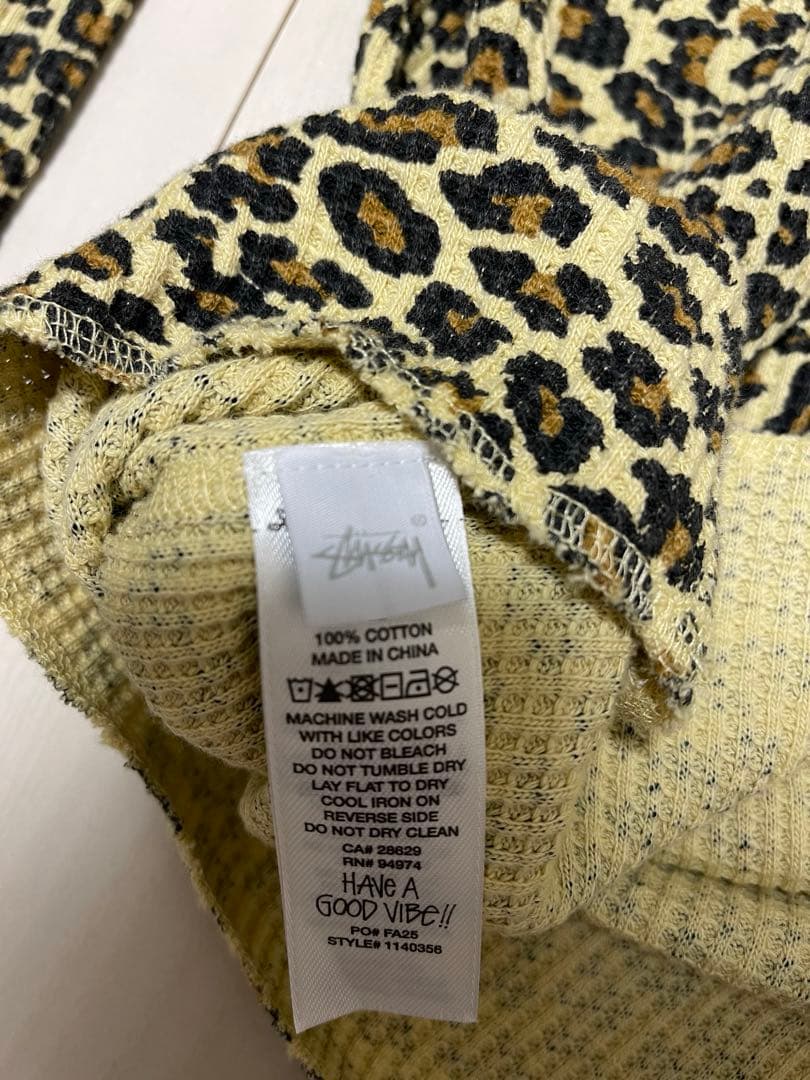 STÜSSY
®
100% COTTON
MADE IN CHINA
MACHINE WASH COLD
WITH LIKE COLORS
DO NOT BLEACH
DO NOT TUMBLE DRY
LAY FLAT TO DRY
COOL IRON ON
REVERSE SIDE
DO NOT DRY CLEAN
CA# 28629
RN# 94974
HAVE A
GOOD VIBE!!
PO# FA25
STYLE# 1140356